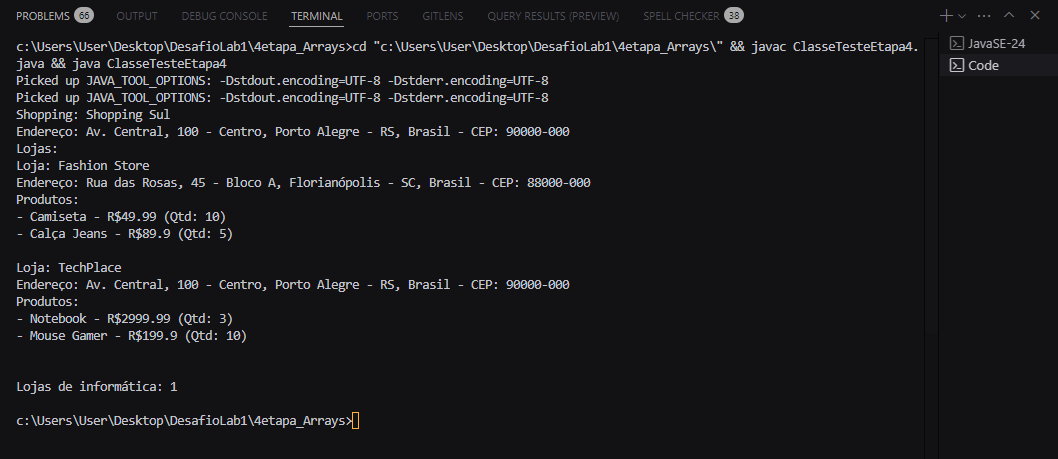 PROBLEMS 66 OUTPUT DEBUG CONSOLE TERMINAL PORTS GITLENS QUERY RESULTS (PREVIEW) SPELL CHECKER 38
JavaSE-24
Code
c:\Users\User\Desktop\DesafioLab1\4etapa_Arrays>cd "c:\Users\User\Desktop\DesafioLab1\4etapa_Arrays\" && javac ClasseTesteEtapa4.
java && java ClasseTesteEtapa4
Picked up JAVA_TOOL_OPTIONS: -Dstdout.encoding=UTF-8 -Dstderr.encoding=UTF-8
Picked up JAVA_TOOL_OPTIONS: -Dstdout.encoding=UTF-8 -Dstderr.encoding=UTF-8
Shopping: Shopping Sul
Endereço: Av. Central, 100 - Centro, Porto Alegre - RS, Brasil - CEP: 90000-000
Lojas:
Loja: Fashion Store
Endereço: Rua das Rosas, 45 - Bloco A, Florianópolis - SC, Brasil - CEP: 88000-000
Produtos:
- Camiseta - R$49.99 (Qtd: 10)
- Calça Jeans - R$89.9 (Qtd: 5)
Loja: TechPlace
Endereço: Av. Central, 100 - Centro, Porto Alegre - RS, Brasil - CEP: 90000-000
Produtos:
- Notebook - R$2999.99 (Qtd: 3)
- Mouse Gamer - R$199.9 (Qtd: 10)
Lojas de informática: 1
c:\Users\User\Desktop\DesafioLab1\4etapa_Arrays>